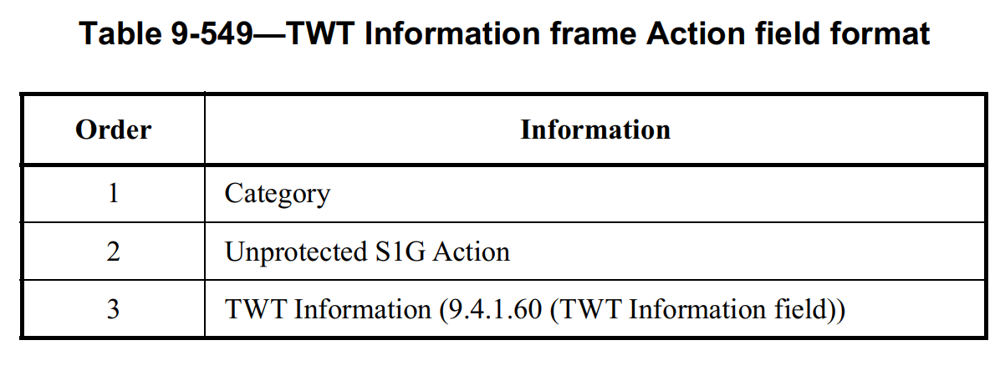 Table 9-549—TWT Information frame Action field format
Order Information
1 Category
2 Unprotected S1G Action
3 TWT Information (9.4.1.60 (TWT Information field))